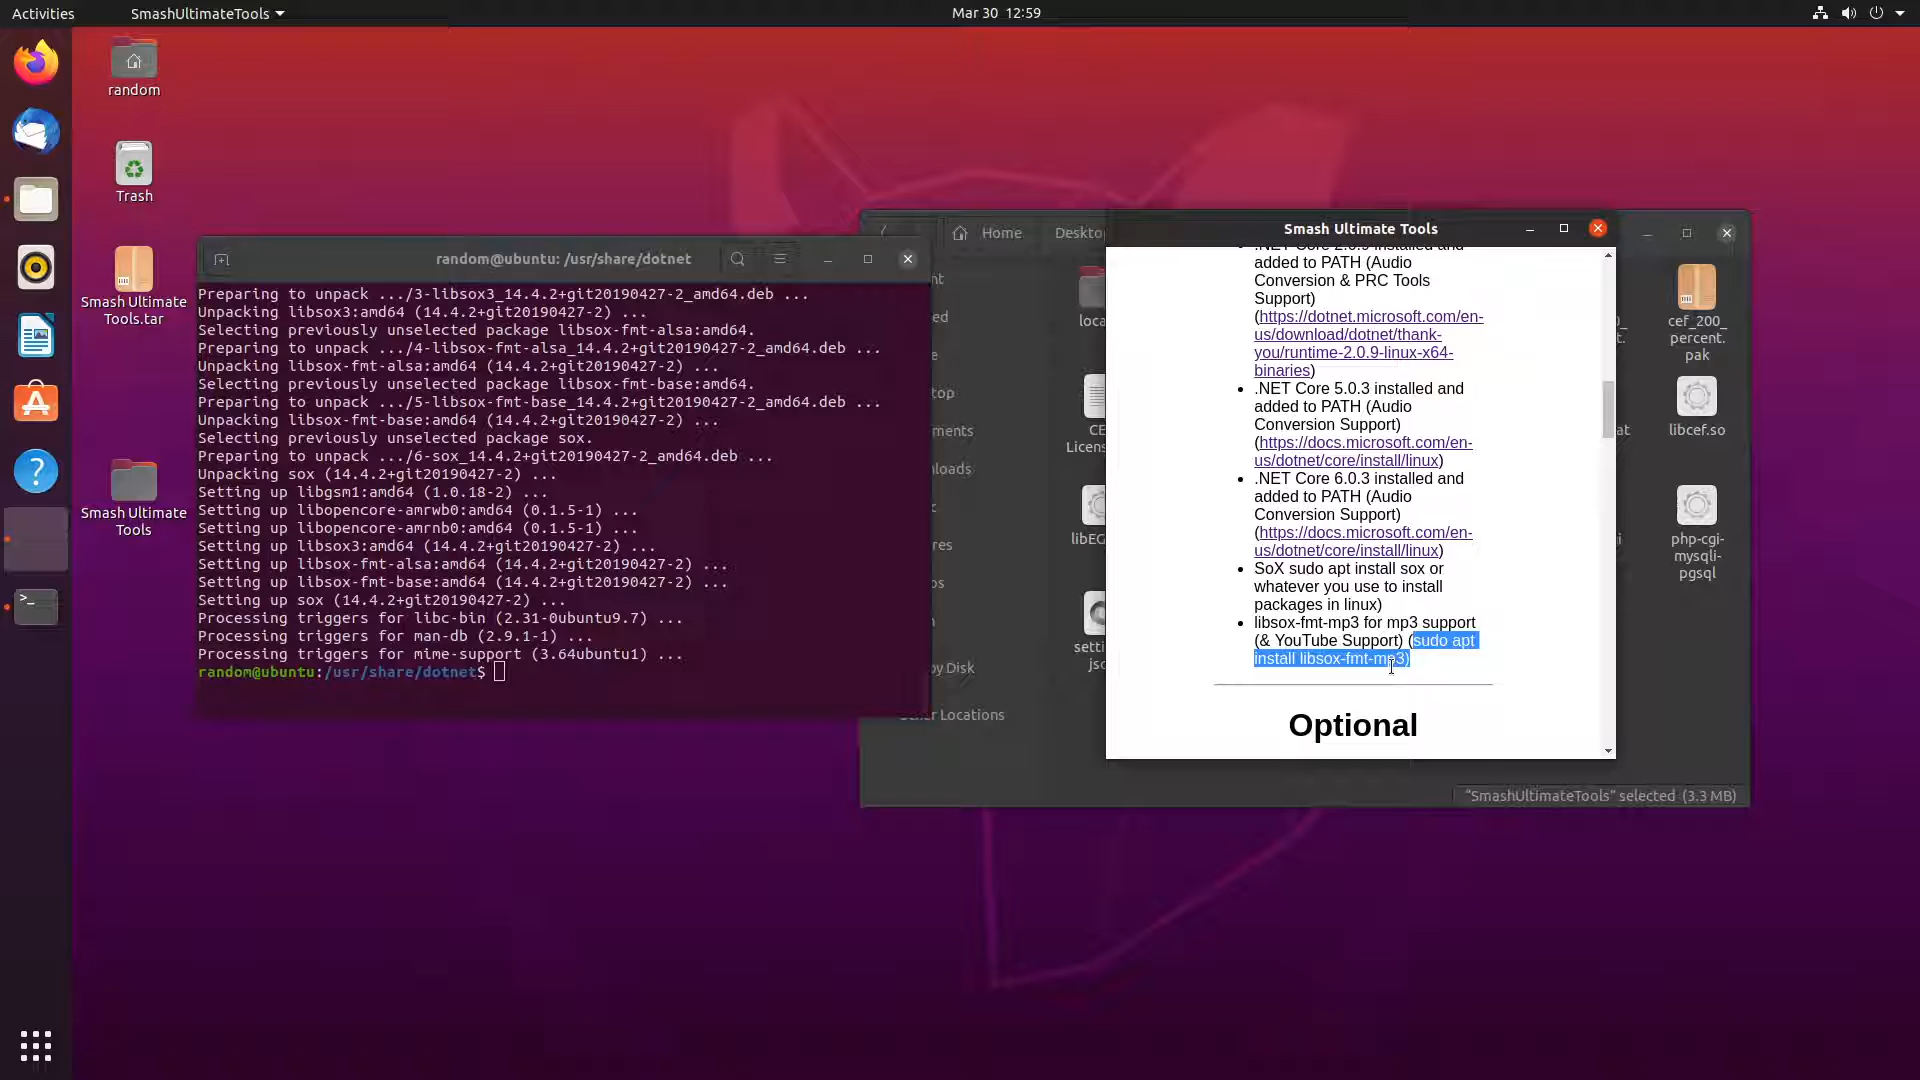 Activities
SmashUltimateTools
Mar 30 12:59
random
Trash
Smash Ultimate
Tools.tar
Smash Ultimate
Tools
random@ubuntu: /usr/share/dotnet
Preparing to unpack .../3-libsox3_14.4.2+git20190427-2_amd64.deb ...
Unpacking libsox3:amd64 (14.4.2+git20190427-2) ...
Selecting previously unselected package libsox-fmt-alsa:amd64.
Preparing to unpack .../4-libsox-fmt-alsa_14.4.2+git20190427-2_amd64.deb ...
Unpacking libsox-fmt-alsa:amd64 (14.4.2+git20190427-2) ...
Selecting previously unselected package libsox-fmt-base:amd64.
Preparing to unpack .../5-libsox-fmt-base_14.4.2+git20190427-2_amd64.deb ...
Unpacking libsox-fmt-base:amd64 (14.4.2+git20190427-2) ...
Selecting previously unselected package sox.
Preparing to unpack .../6-sox_14.4.2+git20190427-2_amd64.deb ...
Unpacking sox (14.4.2+git20190427-2) ...
Setting up libgsm1:amd64 (1.0.18-2) ...
Setting up libopencore-amrwb0:amd64 (0.1.5-1) ...
Setting up libopencore-amrnb0:amd64 (0.1.5-1) ...
Setting up libsox3:amd64 (14.4.2+git20190427-2) ...
Setting up libsox-fmt-alsa:amd64 (14.4.2+git20190427-2) ...
Setting up libsox-fmt-base:amd64 (14.4.2+git20190427-2) ...
Setting up sox (14.4.2+git20190427-2) ...
Processing triggers for libc-bin (2.31-0ubuntu9.7) ...
Processing triggers for man-db (2.9.1-1) ...
Processing triggers for mime-support (3.64ubuntu1) ...
random@ubuntu:/usr/share/dotnet$
Home
Deskto
Other Locations
loca
CE
Licens
libEG
setti
jsc
Smash Ultimate Tools
.NET Core 2.0.9 installed and
added to PATH (Audio
Conversion & PRC Tools
Support)
(https://dotnet.microsoft.com/en-
us/download/dotnet/thank-
you/runtime-2.0.9-linux-x64-
binaries)
.NET Core 5.0.3 installed and
added to PATH (Audio
Conversion Support)
(https://docs.microsoft.com/en-
us/dotnet/core/install/linux)
.NET Core 6.0.3 installed and
added to PATH (Audio
Conversion Support)
(https://docs.microsoft.com/en-
us/dotnet/core/install/linux)
SoX sudo apt install sox or
whatever you use to install
packages in linux)
libsox-fmt-mp3 for mp3 support
(& YouTube Support) (sudo apt
install libsox-fmt-mp3)
Optional
cef_200_
percent.
pak
libcef.so
php-cgi-
mysqli-
pgsql
"SmashUltimateTools" selected (3.3 MB)